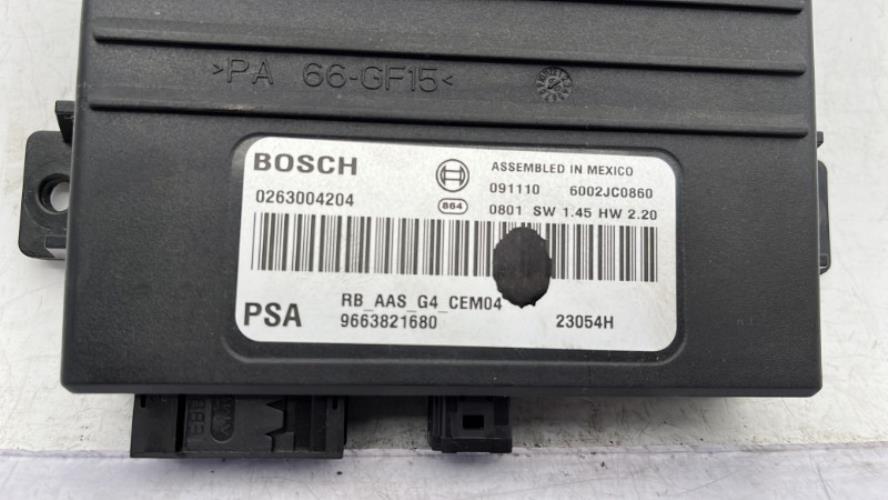 >PA 66-GF15<
BOSCH
ASSEMBLED IN MEXICO
0263004204
091110 6002JC0860
864
0801 SW 1.45 HW 2.20
RB_AAS_G4_CEM04
PSA
9663821680
23054H